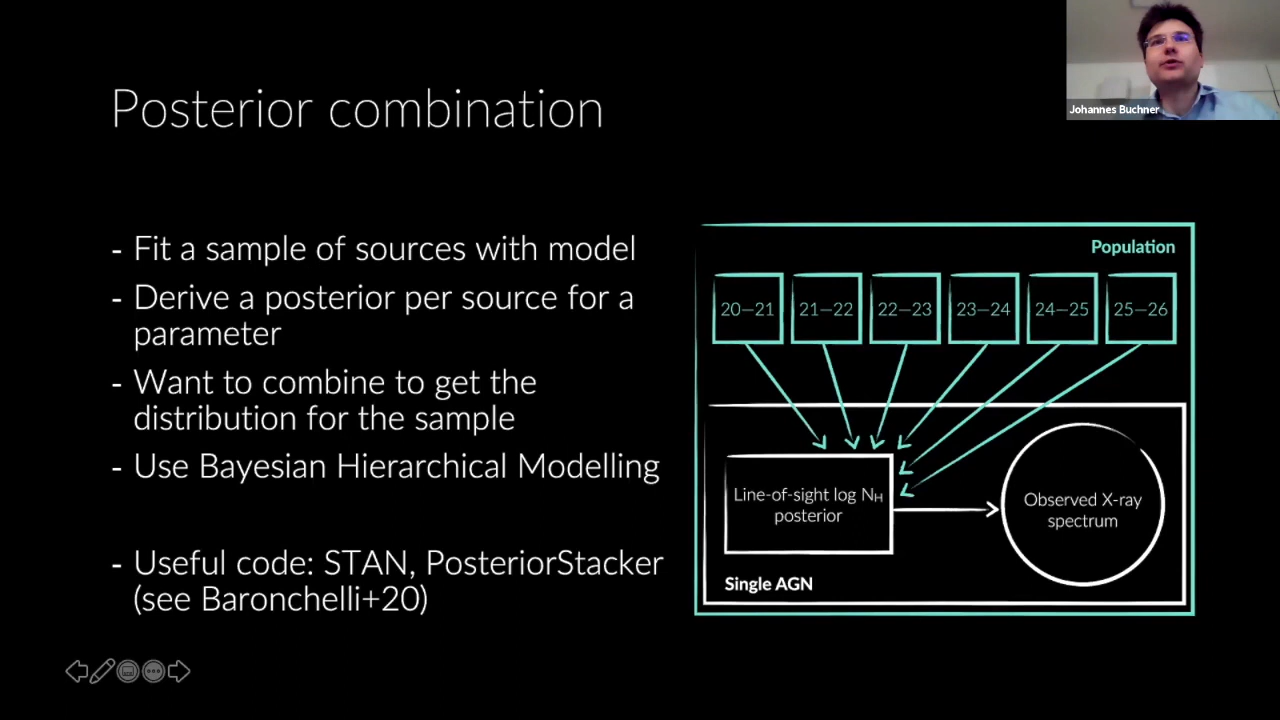 Johannes Buchner
Posterior combination
- Fit a sample of sources with model
- Derive a posterior per source for a
parameter
- Want to combine to get the
distribution for the sample
- Use Bayesian Hierarchical Modelling
- Useful code: STAN, PosteriorStacker
(see Baronchelli+20)
Population
20—21 21—22 22—23 23—24 24—25 25—26
Line-of-sight log NH
posterior
Observed X-ray
spectrum
Single AGN